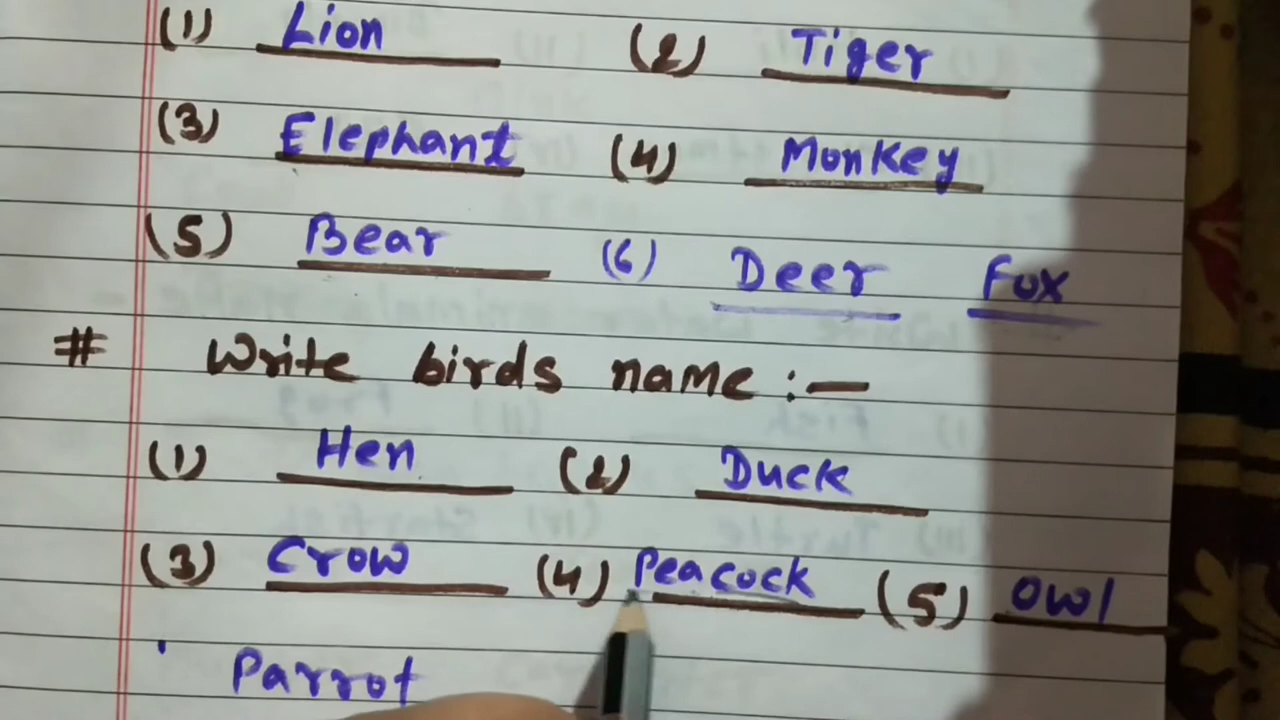 (1) Lion (2) Tiger
(3) Elephant (4) Monkey
(5) Bear (6) Deer Fox
# Write birds name :—
(1) Hen (2) Duck
(3) Crow (4) Peacock (5) Owl
Parrot